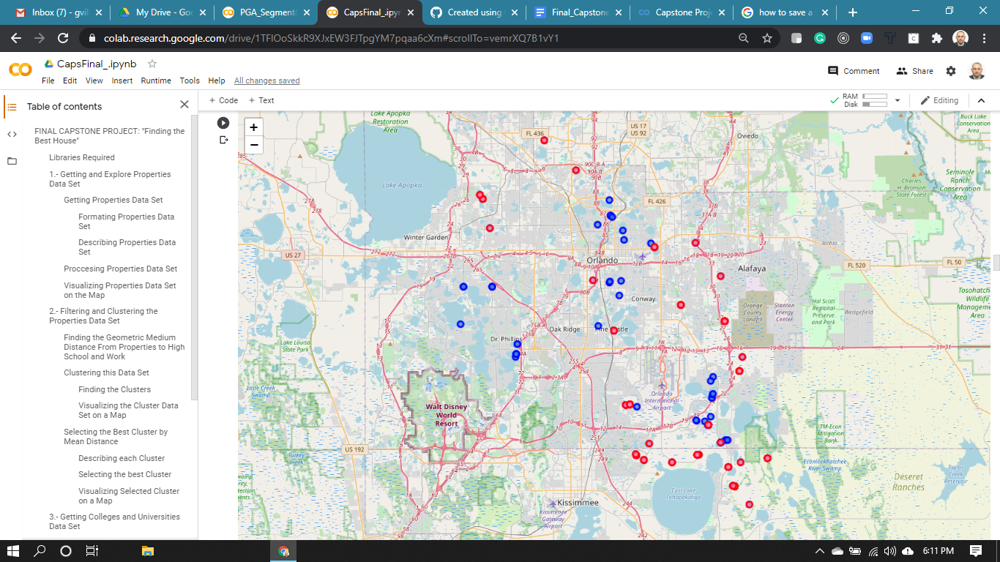 Inbox (7) - gvil
My Drive - Goo
PGA_Segmenta
CapsFinal_.ipyn
Created using
Final_Capstone
Capstone Proj
how to save a
colab.research.google.com/drive/1TFIOoSkkR9XJxEW3FJTpgYM7pqaa6cXm#scrollTo=vemrXQ7B1vY1
CapsFinal_.ipynb
File Edit View Insert Runtime Tools Help All changes saved
Comment Share
+ Code + Text
RAM
Disk
Editing
Table of contents
FINAL CAPSTONE PROJECT: "Finding the
Best House"
Libraries Required
1.- Getting and Explore Properties
Data Set
Getting Properties Data Set
Formating Properties Data
Set
Describing Properties Data
Set
Proccesing Properties Data Set
Visualizing Properties Data Set
on the Map
2.- Filtering and Clustering the
Properties Data Set
Finding the Geometric Medium
Distance From Properties to High
School and Work
Clustering this Data Set
Finding the Clusters
Visualizing the Cluster Data
Set on a Map
Selecting the Best Cluster by
Mean Distance
Describing each Cluster
Selecting the best Cluster
Visualizing Selected Cluster
on a Map
3.- Getting Colleges and Universities
Data Set
+
−
Lake Apopka
Restoration
Area
FL 436
US 17
US 92
Oviedo
Buck Lake
Conservation
Area
Lake Apopka
FL 426
Charles
H. Bronson
State Forest
Seminole
Ranch
Conservation
Area
Winter Garden
US 27
Orlando
Bithlo
Alafaya
FL 520
FL 50
Conway
Orange
County
Landfill
Stanton
Energy
Center
Hal Scott
Regional
Preserve
and Park
Wedgefield
Tosohatch
Wildlife
Management
Area
Oak Ridge
Dr. Phillips
Lake Louisa
State Park
Little Creek
Swamp
Walt Disney
World
Resort
Orlando
International
Airport
TM-Econ
Mitigation
Bank
US 192
Turkey
Creek
Econlockhatchee
River Swamp
Taylor
Creek
Reservoir
Deseret
Ranches
East Lake
Tohopekaliga
Kissimmee
Kissimmee
Gateway
Airport
6:11 PM